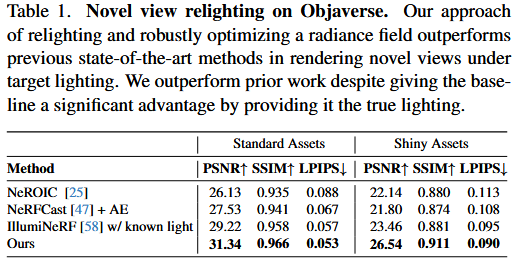 Table 1. Novel view relighting on Objaverse. Our approach
of relighting and robustly optimizing a radiance field outperforms
previous state-of-the-art methods in rendering novel views under
target lighting. We outperform prior work despite giving the base-
line a significant advantage by providing it the true lighting.
Standard Assets Shiny Assets
Method PSNR↑ SSIM↑ LPIPS↓ PSNR↑ SSIM↑ LPIPS↓
NeROIC [25] 26.13 0.935 0.088 22.14 0.880 0.113
NeRFCast [47] + AE 27.53 0.941 0.067 21.80 0.874 0.108
IllumiNeRF [58] w/ known light 29.22 0.958 0.057 23.46 0.881 0.095
Ours 31.34 0.966 0.053 26.54 0.911 0.090